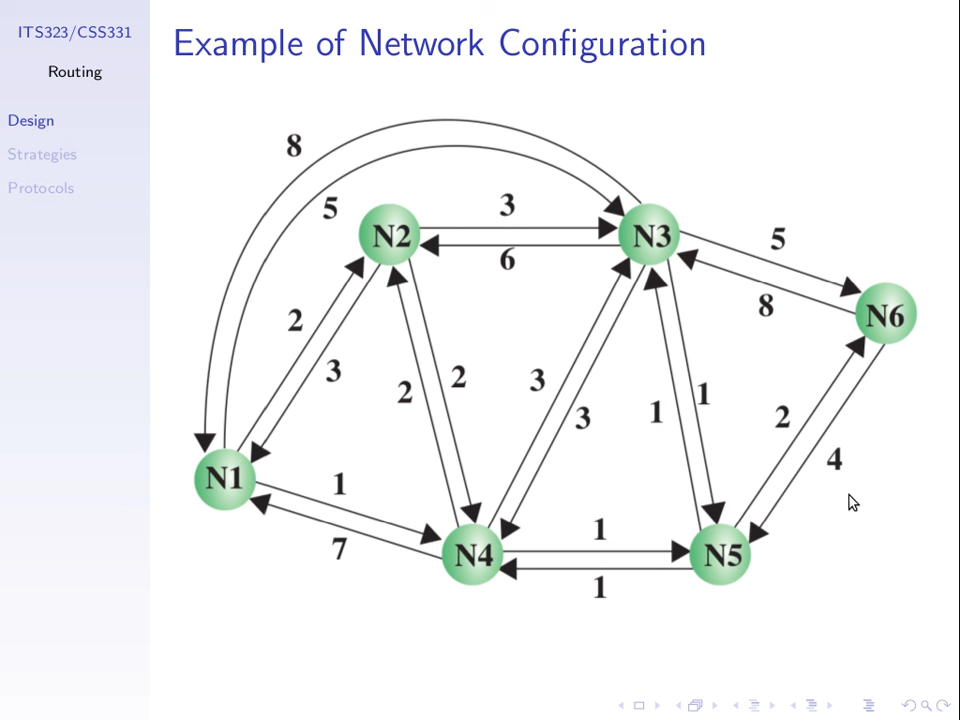 ITS323/CSS331
Routing
Design
Strategies
Protocols
Example of Network Configuration
8
5
3
N2
N3
6
5
8
N6
2
3
2
2
3
3
1
1
2
4
N1
1
7
N4
1
N5
1